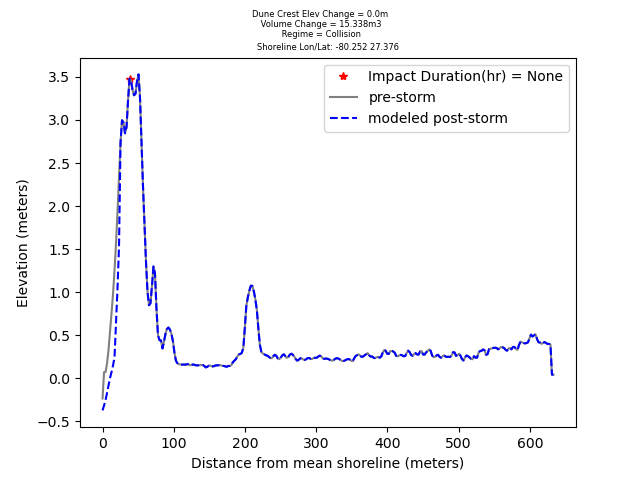 Dune Crest Elev Change = 0.0m
Volume Change = 15.338m3
Regime = Collision
Shoreline Lon/Lat: -80.252 27.376
Impact Duration(hr) = None
pre-storm
modeled post-storm
3.5
3.0
2.5
2.0
1.5
1.0
0.5
0.0
−0.5
Elevation (meters)
0 100 200 300 400 500 600
Distance from mean shoreline (meters)